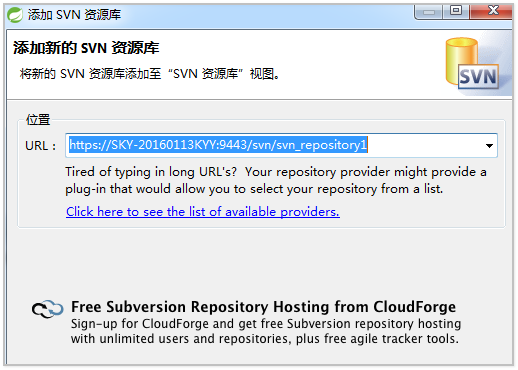 添加 SVN 资源库
添加新的 SVN 资源库
将新的 SVN 资源库添加至“SVN 资源库”视图。
SVN
位置
URL： https://SKY-20160113KYY:9443/svn/svn_repository1
Tired of typing in long URL's? Your repository provider might provide a
plug-in that would allow you to select your repository from a list.
Click here to see the list of available providers.
Free Subversion Repository Hosting from CloudForge
Sign-up for CloudForge and get free Subversion repository hosting
with unlimited users and repositories, plus free agile tracker tools.